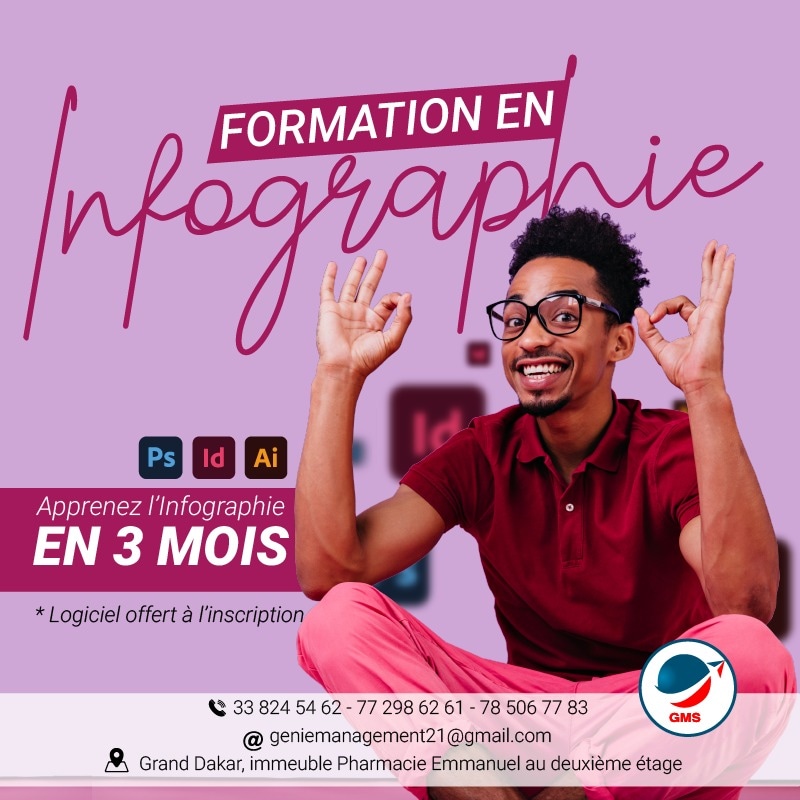 FORMATION EN
Infographie
Ps Id Ai
Id
Apprenez l'Infographie
EN 3 MOIS
* Logiciel offert à l'inscription
33 824 54 62 - 77 298 62 61 - 78 506 77 83
@ geniemanagement21@gmail.com
Grand Dakar, immeuble Pharmacie Emmanuel au deuxième étage
GMS